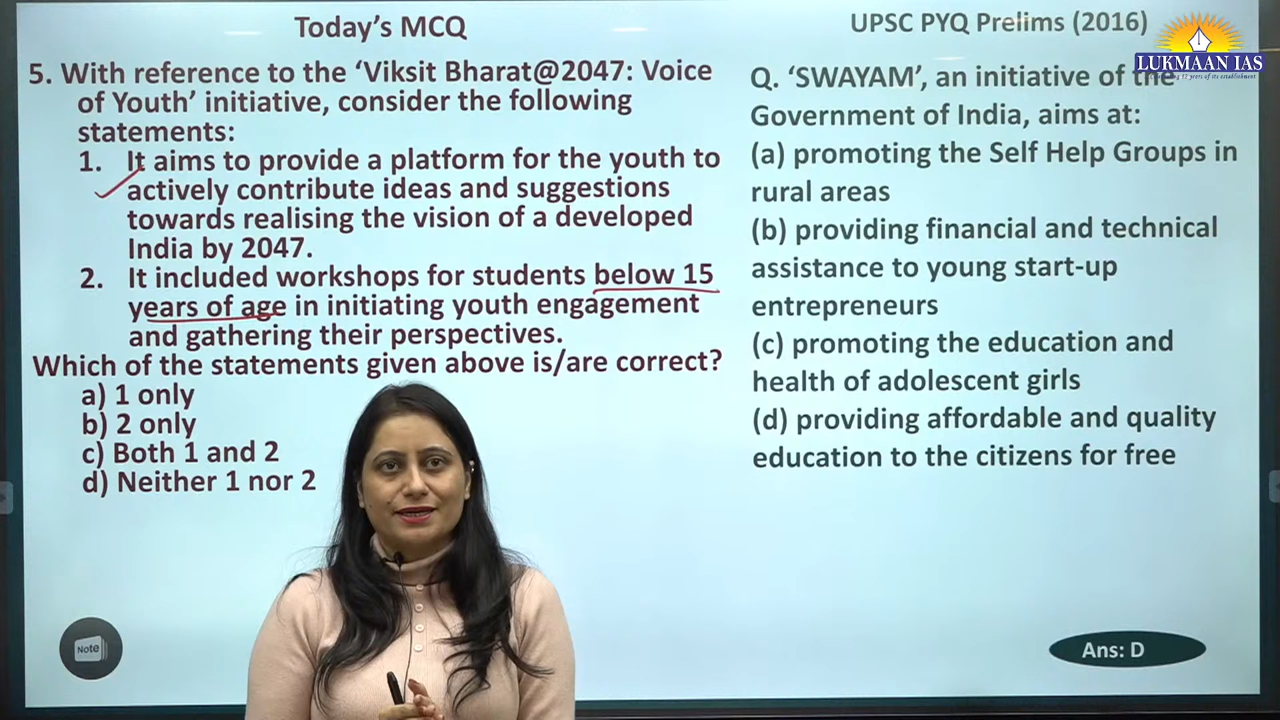 Today's MCQ
5. With reference to the ‘Viksit Bharat@2047: Voice
of Youth’ initiative, consider the following
statements:
1. It aims to provide a platform for the youth to
actively contribute ideas and suggestions
towards realising the vision of a developed
India by 2047.
2. It included workshops for students below 15
years of age in initiating youth engagement
and gathering their perspectives.
Which of the statements given above is/are correct?
a) 1 only
b) 2 only
c) Both 1 and 2
d) Neither 1 nor 2
Note
UPSC PYQ Prelims (2016)
LUKMAAN IAS
Q. ‘SWAYAM’, an initiative of the
Government of India, aims at:
(a) promoting the Self Help Groups in
rural areas
(b) providing financial and technical
assistance to young start-up
entrepreneurs
(c) promoting the education and
health of adolescent girls
(d) providing affordable and quality
education to the citizens for free
Ans: D